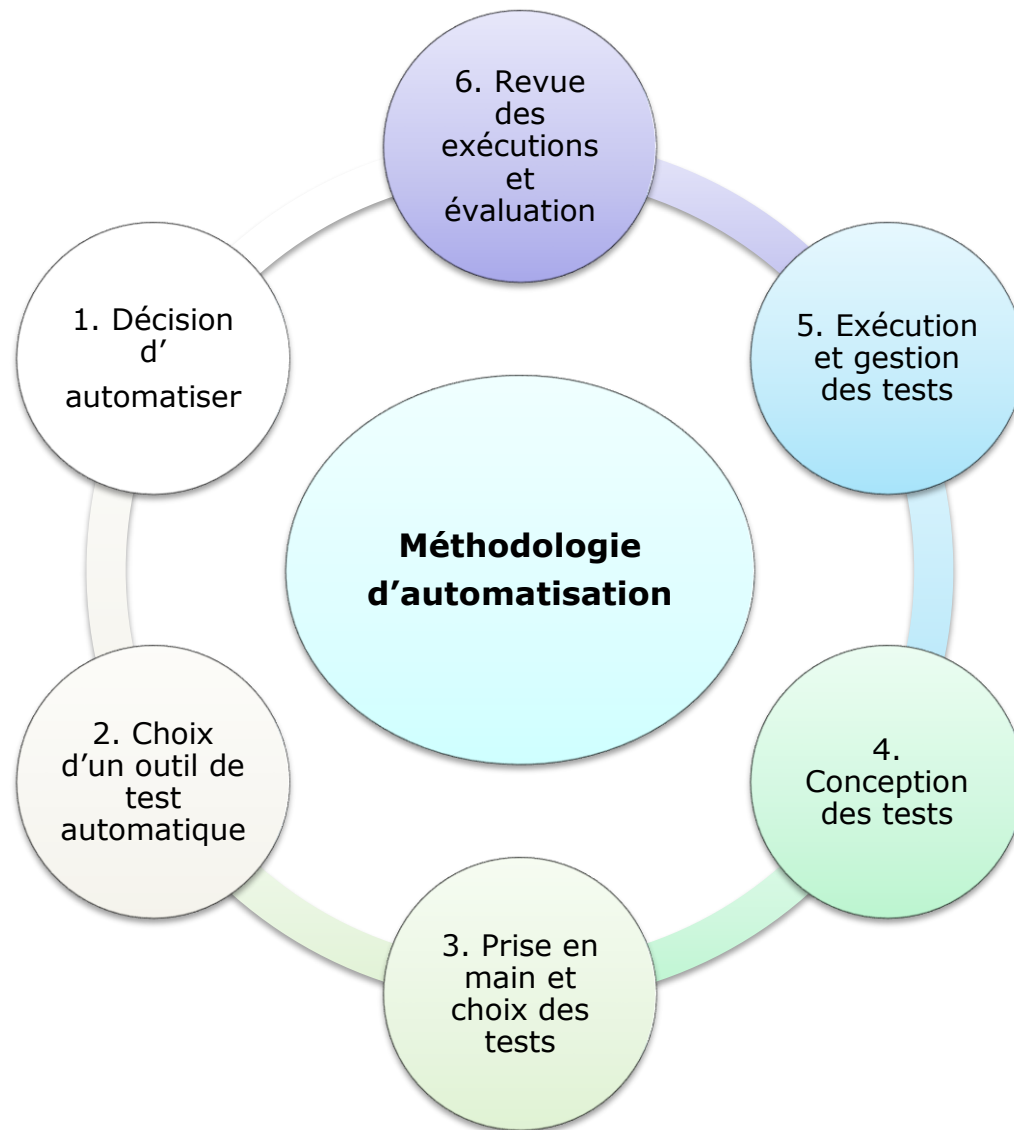 6. Revue
des
exécutions
et
évaluation
1. Décision
d’
automatiser
5. Exécution
et gestion
des tests
Méthodologie
d’automatisation
2. Choix
d’un outil de
test
automatique
4.
Conception
des tests
3. Prise en
main et
choix des
tests